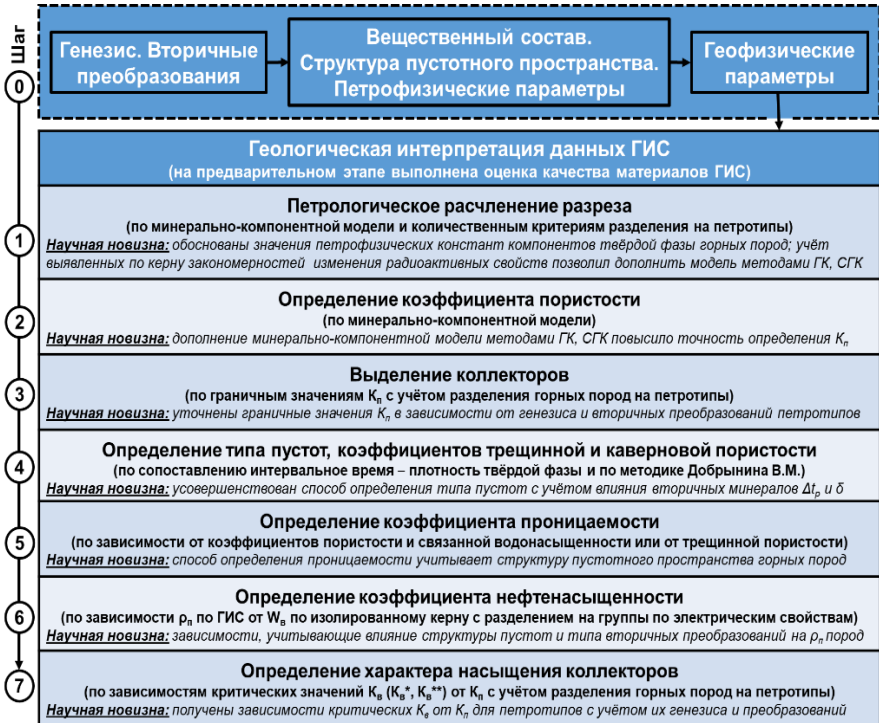 Шаг
0
Генезис. Вторичные
преобразования
Вещественный состав.
Структура пустотного пространства.
Петрофизические параметры
Геофизические
параметры
Геологическая интерпретация данных ГИС
(на предварительном этапе выполнена оценка качества материалов ГИС)
1
Петрологическое расчленение разреза
(по минерально-компонентной модели и количественным критериям разделения на петротипы)
Научная новизна: обоснованы значения петрофизических констант компонентов твёрдой фазы горных пород; учёт
выявленных по керну закономерностей изменения радиоактивных свойств позволил дополнить модель методами ГК, СГК
2
Определение коэффициента пористости
(по минерально-компонентной модели)
Научная новизна: дополнение минерально-компонентной модели методами ГК, СГК повысило точность определения Kп
3
Выделение коллекторов
(по граничным значениям Kп с учётом разделения горных пород на петротипы)
Научная новизна: уточнены граничные значения Kп в зависимости от генезиса и вторичных преобразований петротипов
4
Определение типа пустот, коэффициентов трещинной и каверновой пористости
(по сопоставлению интервальное время – плотность твёрдой фазы и по методике Добрынина В.М.)
Научная новизна: усовершенствован способ определения типа пустот с учётом влияния вторичных минералов Δtр и δ
5
Определение коэффициента проницаемости
(по зависимости от коэффициентов пористости и связанной водонасыщенности или от трещинной пористости)
Научная новизна: способ определения проницаемости учитывает структуру пустотного пространства горных пород
6
Определение коэффициента нефтенасыщенности
(по зависимости ρп по ГИС от Wв по изолированному керну с разделением на группы по электрическим свойствам)
Научная новизна: зависимости, учитывающие влияние структуры пустот и типа вторичных преобразований на ρп пород
7
Определение характера насыщения коллекторов
(по зависимостям критических значений Kв (Kв*, Kв**) от Kп с учётом разделения горных пород на петротипы)
Научная новизна: получены зависимости критических Kв от Kп для петротипов с учётом их генезиса и преобразований